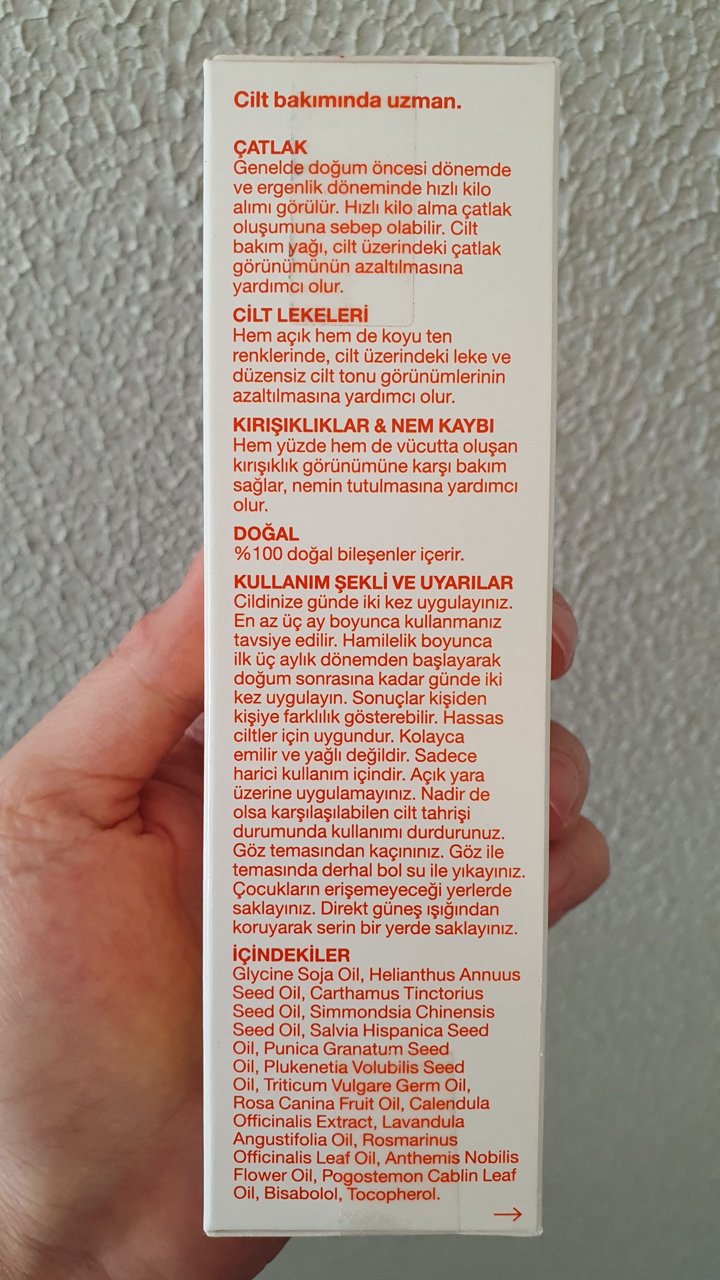 Cilt bakımında uzman.
ÇATLAK
Genelde doğum öncesi dönemde
ve ergenlik döneminde hızlı kilo
alımı görülür. Hızlı kilo alma çatlak
oluşumuna sebep olabilir. Cilt
bakım yağı, cilt üzerindeki çatlak
görünümünün azaltılmasına
yardımcı olur.
CİLT LEKELERİ
Hem açık hem de koyu ten
renklerinde, cilt üzerindeki leke ve
düzensiz cilt tonu görünümlerinin
azaltılmasına yardımcı olur.
KIRIŞIKLIKLAR & NEM KAYBI
Hem yüzde hem de vücutta oluşan
kırışıklık görünümüne karşı bakım
sağlar, nemin tutulmasına yardımcı
olur.
DOĞAL
%100 doğal bileşenler içerir.
KULLANIM ŞEKLİ VE UYARILAR
Cildinize günde iki kez uygulayınız.
En az üç ay boyunca kullanmanız
tavsiye edilir. Hamilelik boyunca
ilk üç aylık dönemden başlayarak
doğum sonrasına kadar günde iki
kez uygulayın. Sonuçlar kişiden
kişiye farklılık gösterebilir. Hassas
ciltler için uygundur. Kolayca
emilir ve yağlı değildir. Sadece
harici kullanım içindir. Açık yara
üzerine uygulamayınız. Nadir de
olsa karşılaşılabilen cilt tahrişi
durumunda kullanımı durdurunuz.
Göz temasından kaçınınız. Göz ile
temasında derhal bol su ile yıkayınız.
Çocukların erişemeyeceği yerlerde
saklayınız. Direkt güneş ışığından
koruyarak serin bir yerde saklayınız.
İÇİNDEKİLER
Glycine Soja Oil, Helianthus Annuus
Seed Oil, Carthamus Tinctorius
Seed Oil, Simmondsia Chinensis
Seed Oil, Salvia Hispanica Seed
Oil, Punica Granatum Seed
Oil, Plukenetia Volubilis Seed
Oil, Triticum Vulgare Germ Oil,
Rosa Canina Fruit Oil, Calendula
Officinalis Extract, Lavandula
Angustifolia Oil, Rosmarinus
Officinalis Leaf Oil, Anthemis Nobilis
Flower Oil, Pogostemon Cablin Leaf
Oil, Bisabolol, Tocopherol.